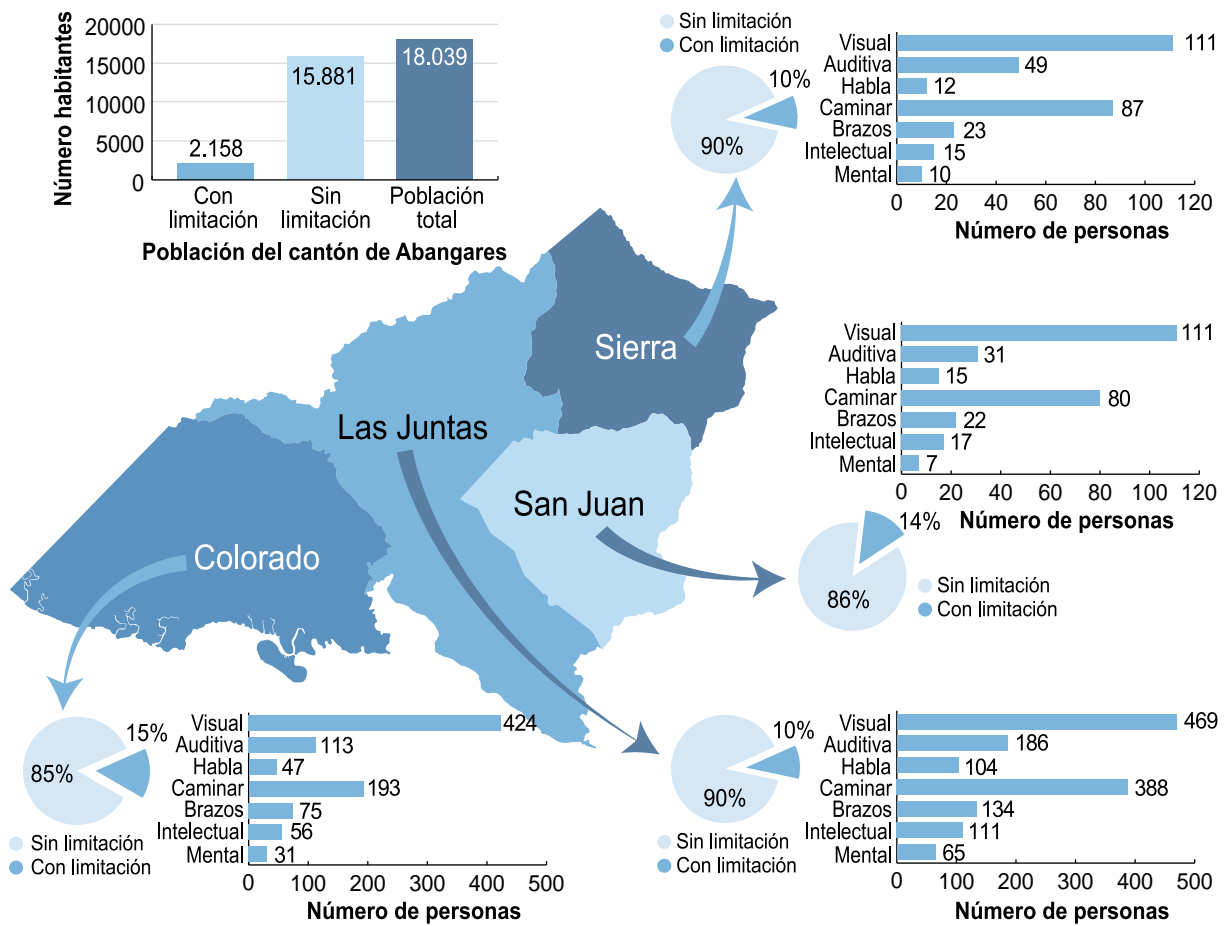 20000
15000
10000
5000
0
Número habitantes
2.158
15.881
18.039
Con
limitación
Sin
limitación
Población
total
Población del cantón de Abangares
Sin limitación
Con limitación
10%
90%
Visual 111
Auditiva 49
Habla 12
Caminar 87
Brazos 23
Intelectual 15
Mental 10
0 20 40 60 80 100 120
Número de personas
Sierra
Las Juntas
San Juan
Colorado
Visual 111
Auditiva 31
Habla 15
Caminar 80
Brazos 22
Intelectual 17
Mental 7
0 20 40 60 80 100 120
Número de personas
14%
86%
Sin limitación
Con limitación
15%
85%
Sin limitación
Con limitación
Visual 424
Auditiva 113
Habla 47
Caminar 193
Brazos 75
Intelectual 56
Mental 31
0 100 200 300 400 500
Número de personas
10%
90%
Sin limitación
Con limitación
Visual 469
Auditiva 186
Habla 104
Caminar 388
Brazos 134
Intelectual 111
Mental 65
0 100 200 300 400 500
Número de personas